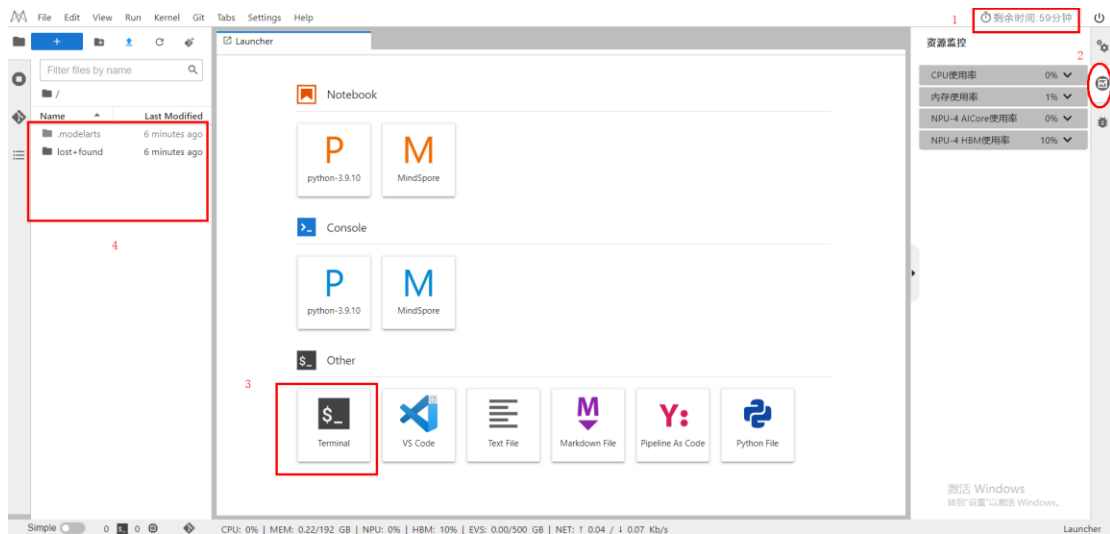 File Edit View Run Kernel Git Tabs Settings Help
1
剩余时间:59分钟
+
Launcher
资源监控
2
Filter files by name
CPU使用率 0%
/
Notebook
内存使用率 1%
Name Last Modified
NPU-4 AICore使用率 0%
.modelarts 6 minutes ago
NPU-4 HBM使用率 10%
lost+found 6 minutes ago
P M
python-3.9.10 MindSpore
Console
4
P M
python-3.9.10 MindSpore
$_ Other
3
$_ M Y:
Terminal VS Code Text File Markdown File Pipeline As Code Python File
激活 Windows
转到"设置"以激活 Windows。
Simple 0 $_ 0 CPU: 0% | MEM: 0.22/192 GB | NPU: 0% | HBM: 10% | EVS: 0.00/500 GB | NET: ↑ 0.04 / ↓ 0.07 Kb/s Launcher